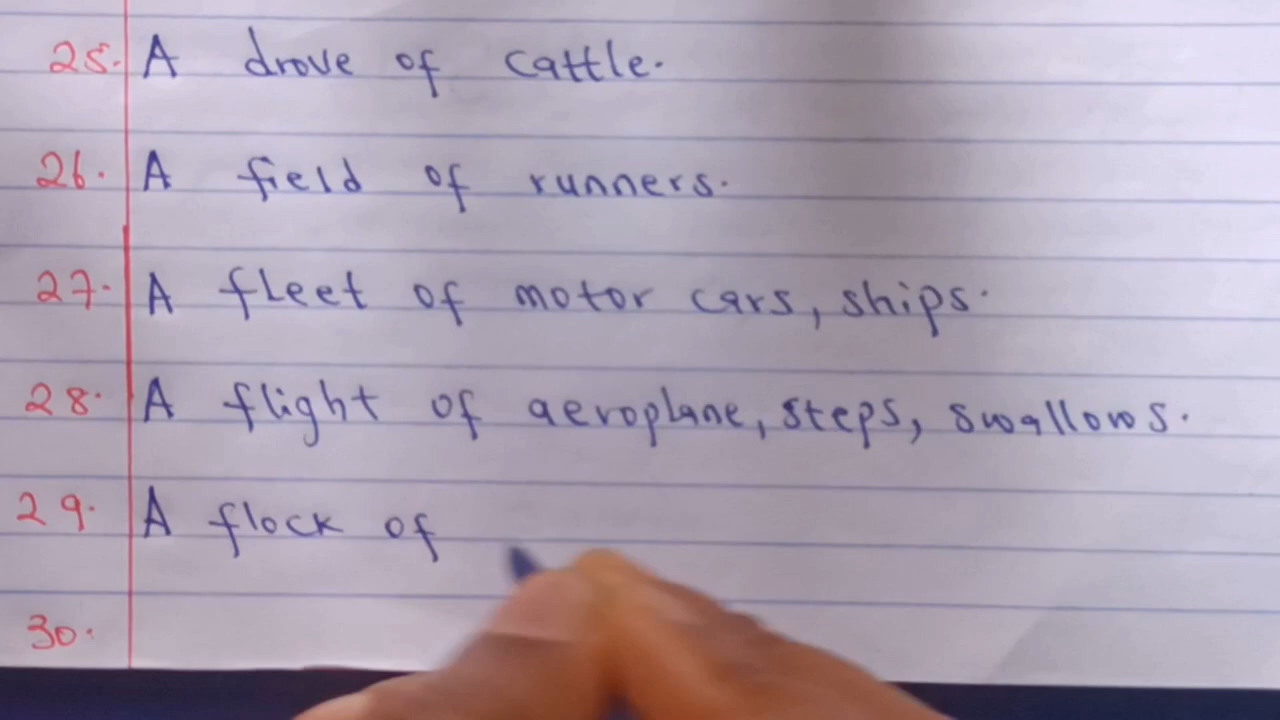 25. A drove of cattle.
26. A field of runners.
27. A fleet of motor cars, ships.
28. A flight of aeroplane, steps, swallows.
29. A flock of
30.